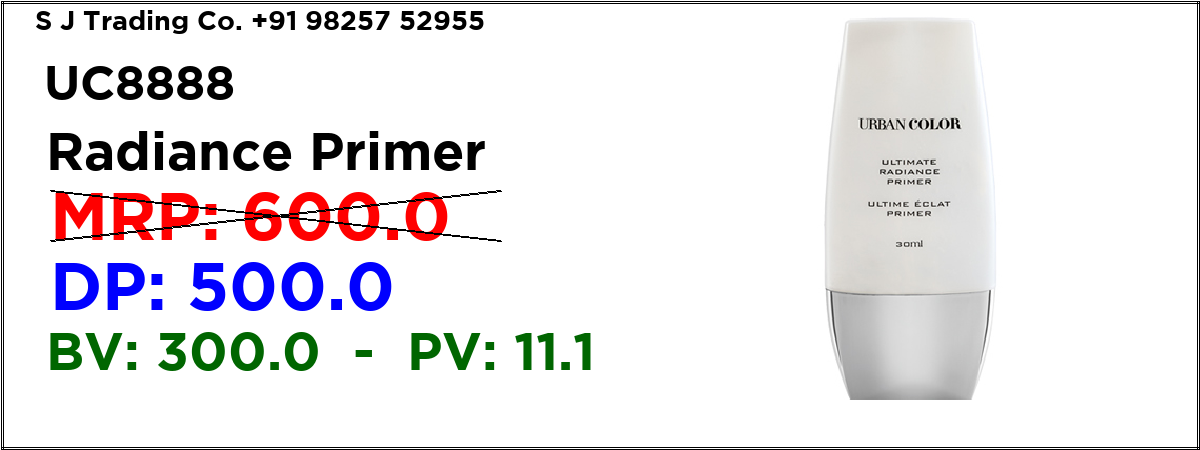 S J Trading Co. +91 98257 52955
UC8888
Radiance Primer
MRP: 600.0
DP: 500.0
BV: 300.0 - PV: 11.1
URBAN COLOR
ULTIMATE
RADIANCE
PRIMER
ULTIME ÉCLAT
PRIMER
30ml